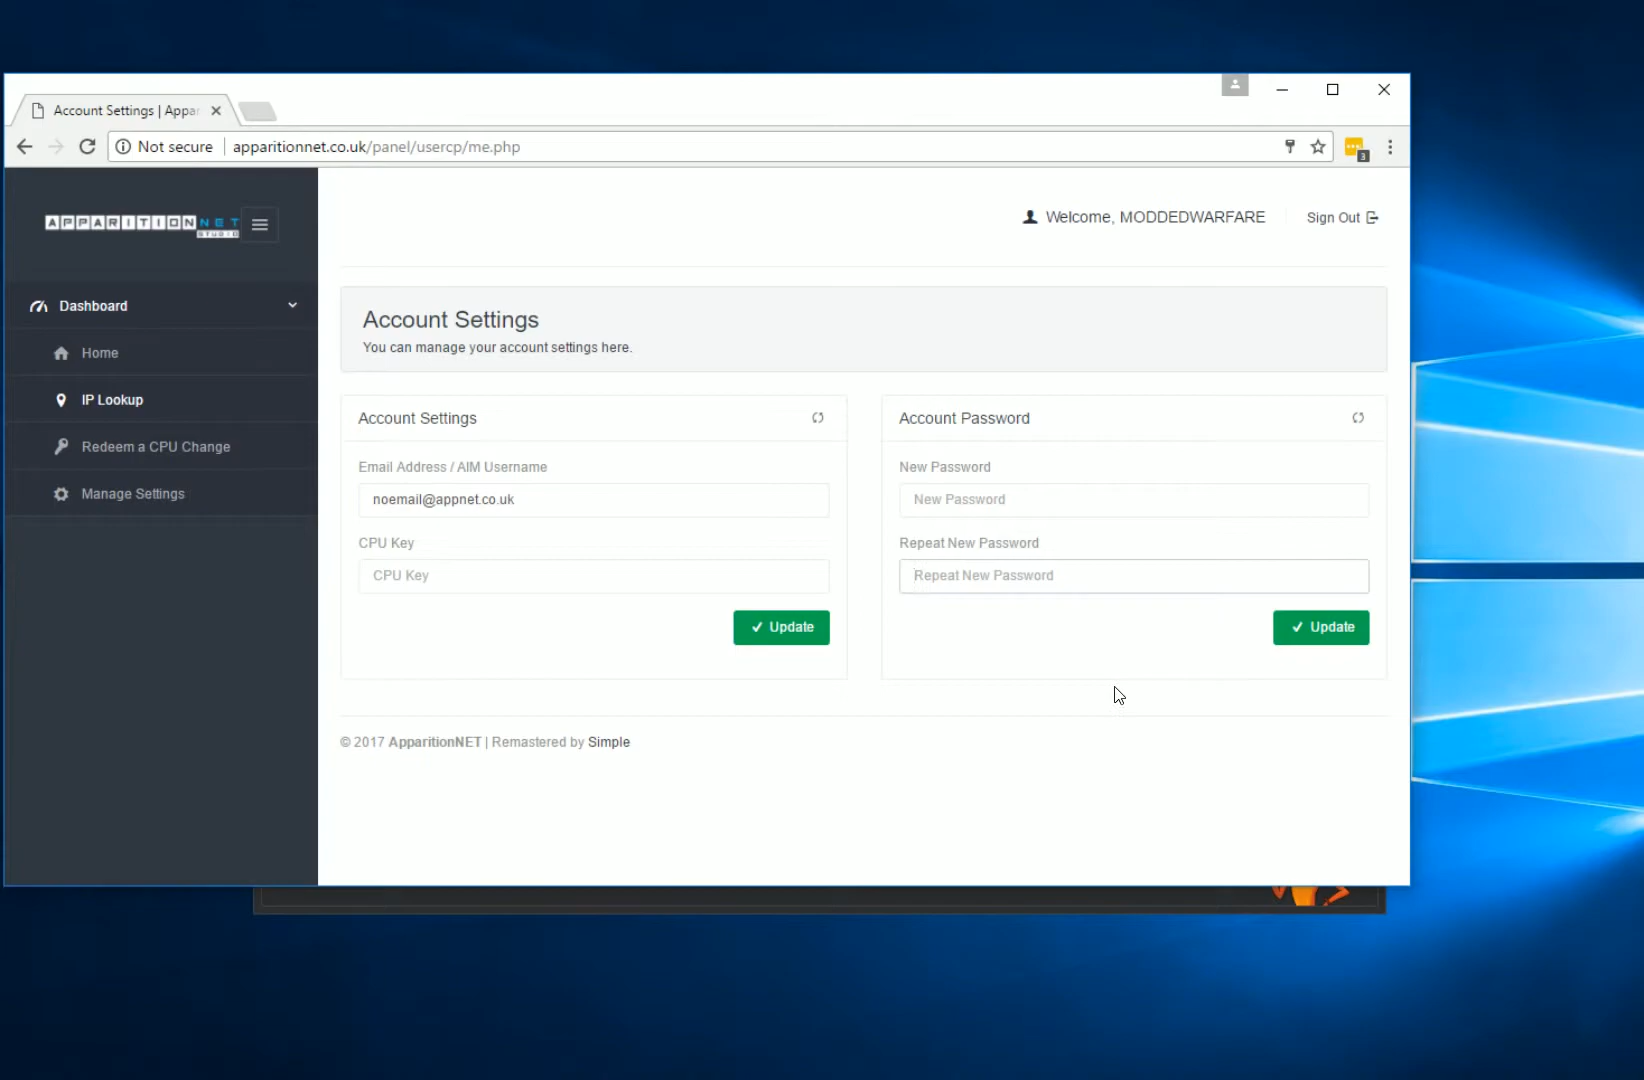 Account Settings | Appar
Not secure
apparitionnet.co.uk/panel/usercp/me.php
3
APPARITIONNET
STUDIO
Welcome, MODDEDWARFARE
Sign Out
Dashboard
Home
IP Lookup
Redeem a CPU Change
Manage Settings
Account Settings
You can manage your account settings here.
Account Settings
Email Address / AIM Username
noemail@appnet.co.uk
CPU Key
CPU Key
Update
Account Password
New Password
New Password
Repeat New Password
Repeat New Password
Update
© 2017 ApparitionNET | Remastered by Simple